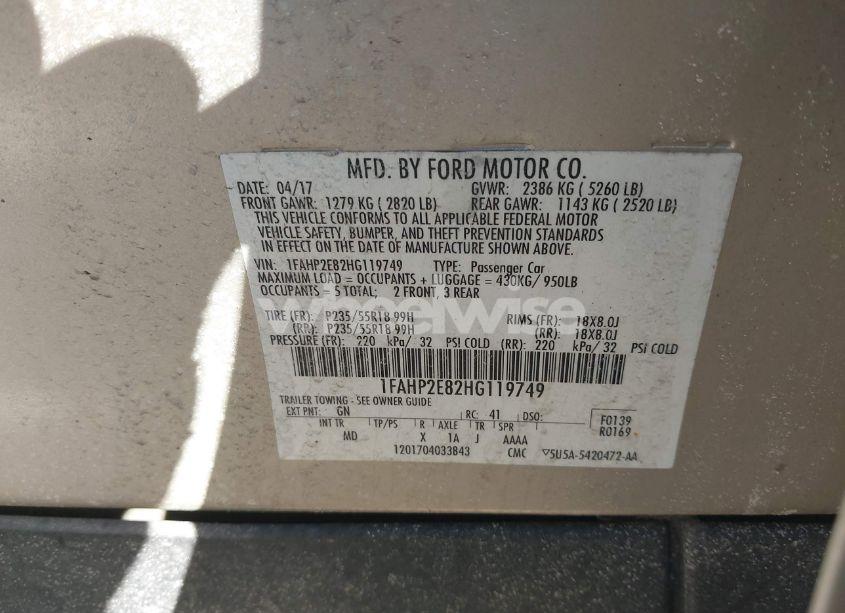 MFD. BY FORD MOTOR CO.
DATE: 04/17 GVWR: 2386 KG ( 5260 LB)
FRONT GAWR: 1279 KG ( 2820 LB) REAR GAWR: 1143 KG ( 2520 LB)
THIS VEHICLE CONFORMS TO ALL APPLICABLE FEDERAL MOTOR
VEHICLE SAFETY, BUMPER, AND THEFT PREVENTION STANDARDS
IN EFFECT ON THE DATE OF MANUFACTURE SHOWN ABOVE.
VIN: 1FAHP2E82HG119749 TYPE: Passenger Car
MAXIMUM LOAD = OCCUPANTS + LUGGAGE = 430KG/ 950LB
OCCUPANTS = 5 TOTAL; 2 FRONT, 3 REAR
wheelwise
TIRE (FR): P235/55R18 99H RIMS (FR): 18X8.0J
(RR): P235/55R18 99H (RR): 18X8.0J
PRESSURE (FR): 220 kPa/ 32 PSI COLD (RR): 220 kPa/ 32 PSI COLD
1FAHP2E82HG119749
TRAILER TOWING - SEE OWNER GUIDE
EXT PNT: GN RC: 41 DSO: F0139
INT TR TP/PS R AXLE TR SPR R0169
MD X 1A J AAAA
1201704033843 CMC ▽5U5A-5420472-AA